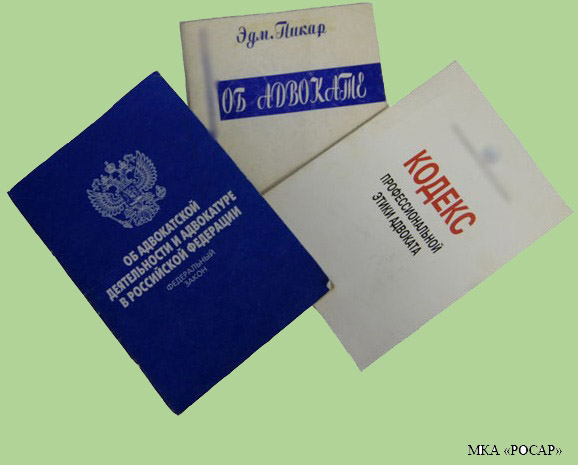 Эдм. Пикар
ОБ АДВОКАТЕ
ОБ АДВОКАТСКОЙ
ДЕЯТЕЛЬНОСТИ И АДВОКАТУРЕ
В РОССИЙСКОЙ ФЕДЕРАЦИИ
ФЕДЕРАЛЬНЫЙ
ЗАКОН
КОДЕКС
ПРОФЕССИОНАЛЬНОЙ
ЭТИКИ АДВОКАТА
МКА «РОСАР»